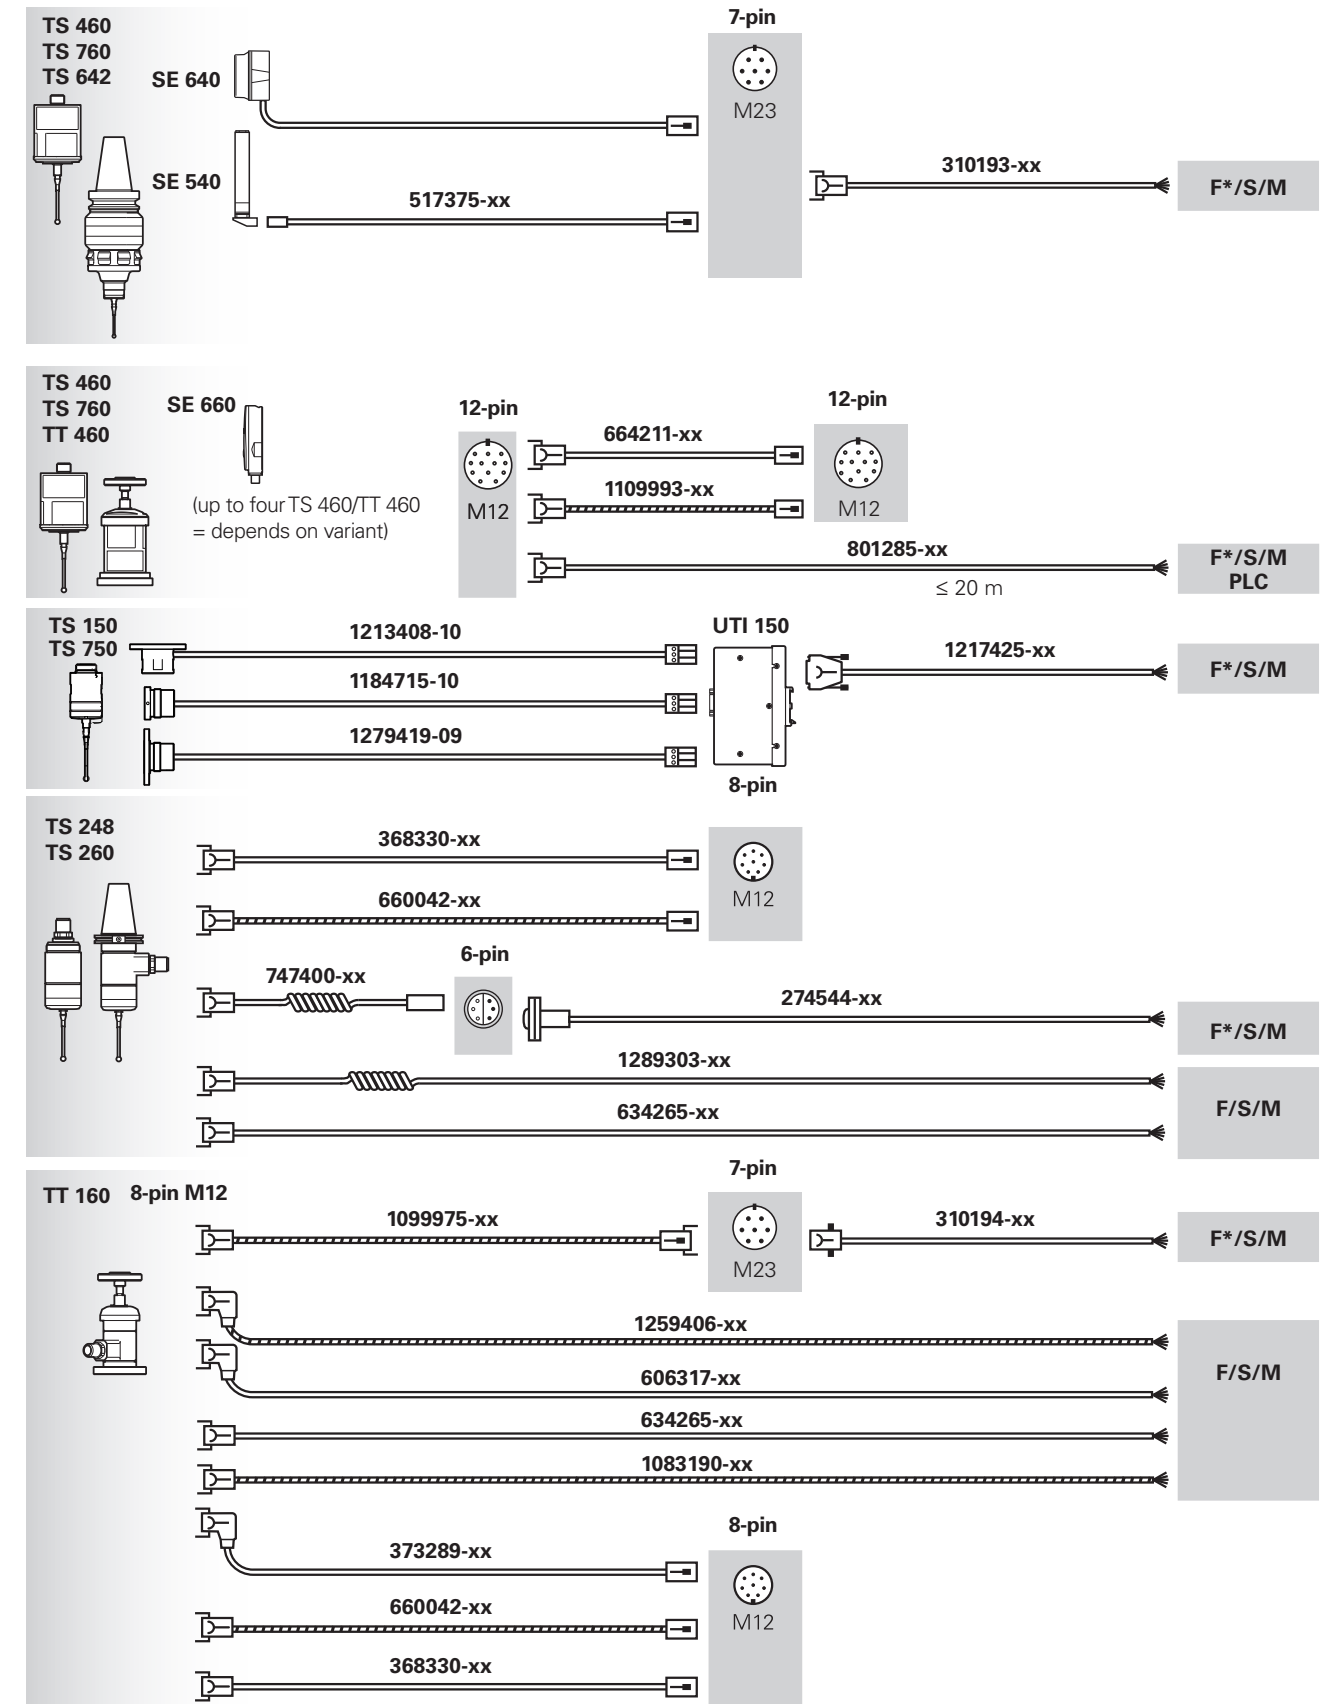 TS 460
TS 760
TS 642
SE 640
7-pin
M23
SE 540
517375-xx
310193-xx
F*/S/M
TS 460
TS 760
TT 460
SE 660
(up to four TS 460/TT 460
= depends on variant)
12-pin
M12
664211-xx
1109993-xx
12-pin
M12
801285-xx
≤ 20 m
F*/S/M
PLC
TS 150
TS 750
1213408-10
1184715-10
1279419-09
UTI 150
1217425-xx
F*/S/M
8-pin
TS 248
TS 260
368330-xx
660042-xx
M12
747400-xx
6-pin
274544-xx
F*/S/M
1289303-xx
634265-xx
F/S/M
TT 160
8-pin M12
1099975-xx
7-pin
M23
310194-xx
F*/S/M
1259406-xx
606317-xx
634265-xx
1083190-xx
F/S/M
373289-xx
660042-xx
368330-xx
8-pin
M12